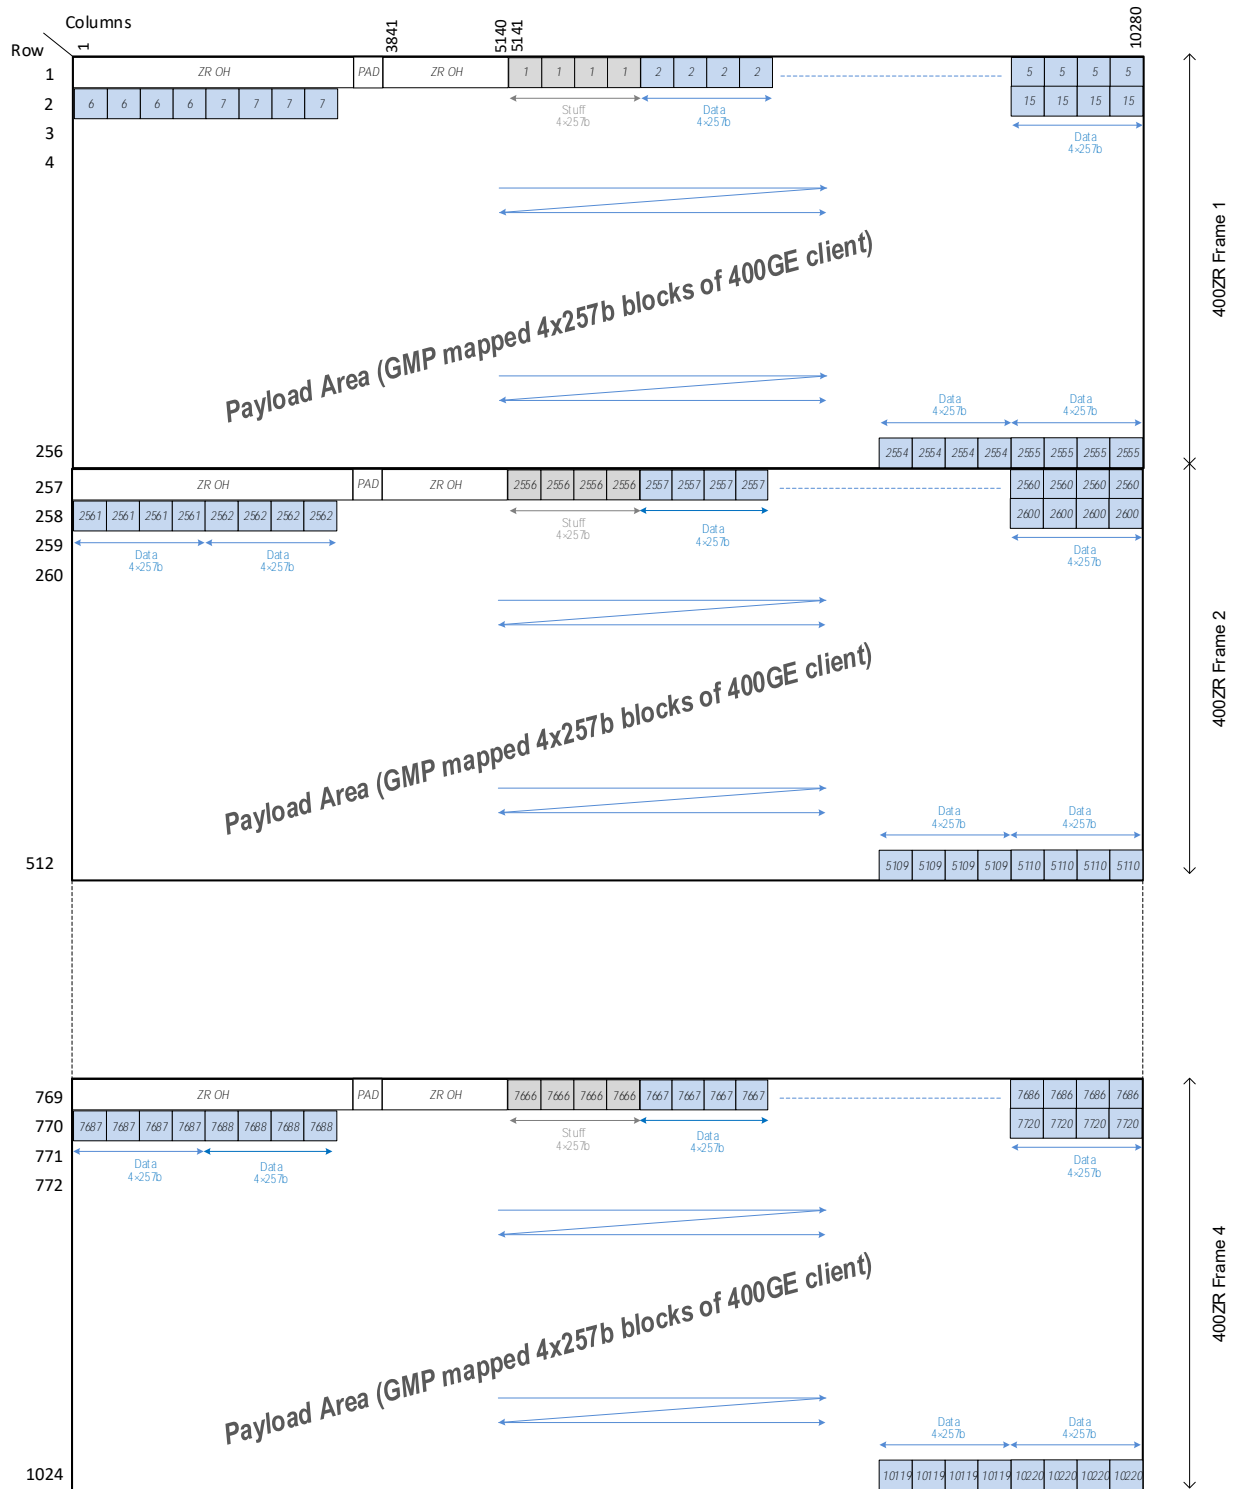 Columns
Row
1
3841
5140
5141
10280
1 ZR OH PAD ZR OH 1 1 1 1 2 2 2 2 5 5 5 5
2 6 6 6 6 7 7 7 7 15 15 15 15
Stuff
4×257b
Data
4×257b
Data
4×257b
3
4
Payload Area (GMP mapped 4x257b blocks of 400GE client)
400ZR Frame 1
Data
4×257b
Data
4×257b
256 2554 2554 2554 2554 2555 2555 2555 2555
257 ZR OH PAD ZR OH 2556 2556 2556 2556 2557 2557 2557 2557 2560 2560 2560 2560
258 2561 2561 2561 2561 2562 2562 2562 2562 2600 2600 2600 2600
Stuff
4×257b
Data
4×257b
259
Data
4×257b
Data
4×257b
Data
4×257b
260
Payload Area (GMP mapped 4x257b blocks of 400GE client)
400ZR Frame 2
Data
4×257b
Data
4×257b
512 5109 5109 5109 5109 5110 5110 5110 5110
769 ZR OH PAD ZR OH 7666 7666 7666 7666 7667 7667 7667 7667 7686 7686 7686 7686
770 7687 7687 7687 7687 7688 7688 7688 7688 7720 7720 7720 7720
Stuff
4×257b
Data
4×257b
771
Data
4×257b
Data
4×257b
Data
4×257b
772
Payload Area (GMP mapped 4x257b blocks of 400GE client)
400ZR Frame 4
Data
4×257b
Data
4×257b
1024 10119 10119 10119 10119 10220 10220 10220 10220